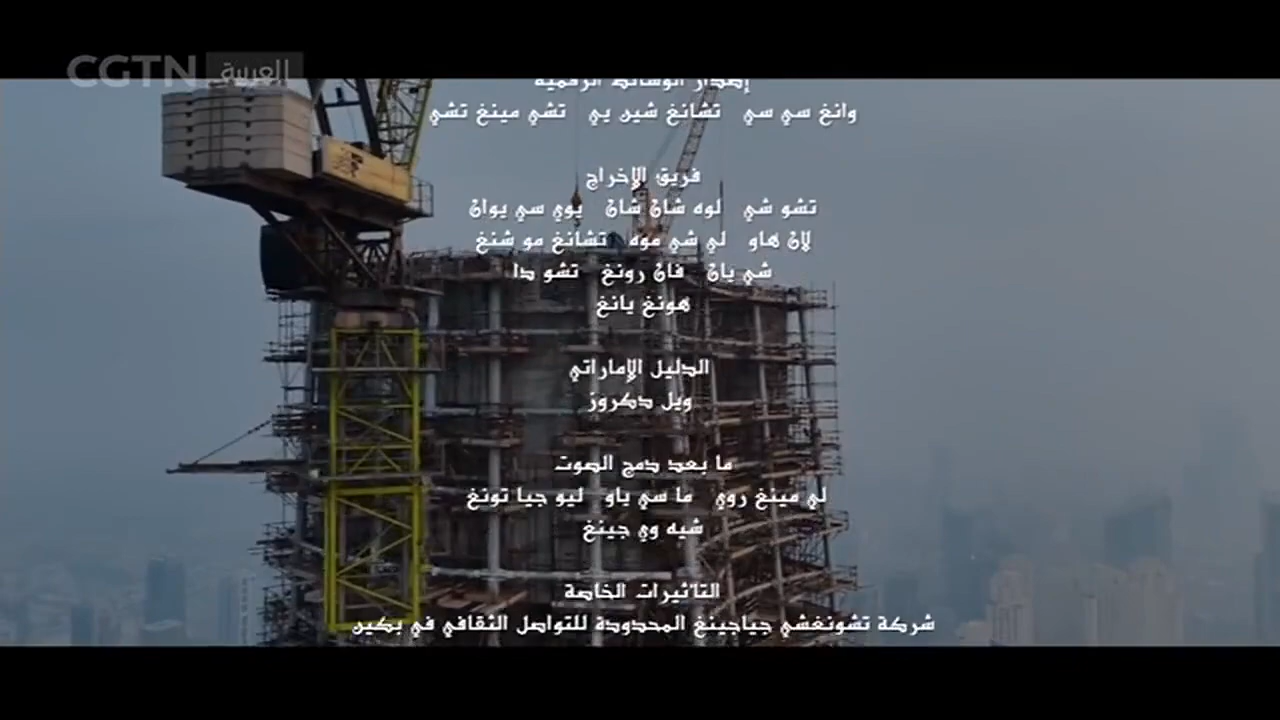 CGTN العربية
إصدار الوسائط الرقمية
وانغ سي سي   تشانغ شين يي   تشي مينغ تشي
فريق الإخراج
تشو شي   لوه شان شان   يوي سي يوان
لان هاو   لي شي موه   تشانغ مو شنغ
شي يان   فان رونغ   تشو دا
هونغ يانغ
الدليل الإماراتي
ويل دكروز
ما بعد دمج الصوت
لي مينغ روي   ما سي ياو   ليو جيا تونغ
شيه وي جينغ
التأثيرات الخاصة
شركة تشونغشي جياجينغ المحدودة للتواصل الثقافي في بكين